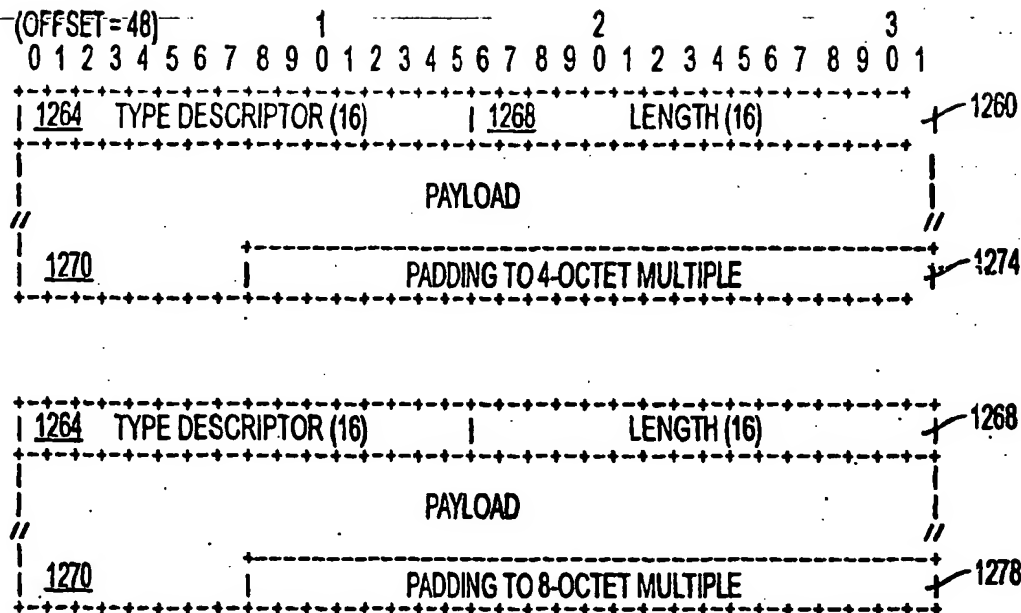 (OFFSET = 48) 1 2 3
0 1 2 3 4 5 6 7 8 9 0 1 2 3 4 5 6 7 8 9 0 1 2 3 4 5 6 7 8 9 0 1
1264 TYPE DESCRIPTOR (16) | 1268 LENGTH (16) 1260
PAYLOAD
1270 | PADDING TO 4-OCTET MULTIPLE 1274
1264 TYPE DESCRIPTOR (16) | LENGTH (16) 1268
PAYLOAD
1270 | PADDING TO 8-OCTET MULTIPLE 1278